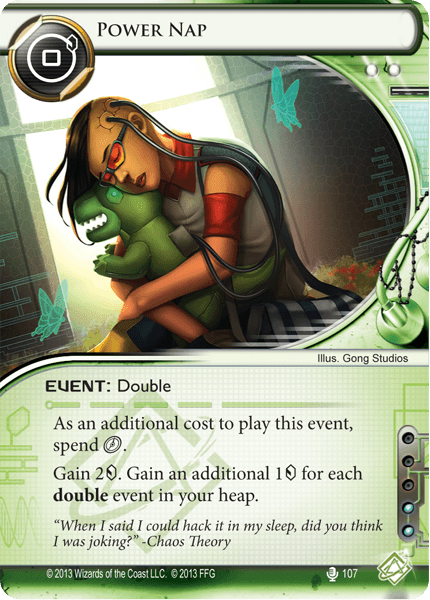 POWER NAP
0
Illus. Gong Studios
EVENT: Double
As an additional cost to play this event,
spend .
Gain 2. Gain an additional 1 for each
double event in your heap.
“When I said I could hack it in my sleep, did you think
I was joking?” -Chaos Theory
© 2013 Wizards of the Coast LLC. © 2013 FFG
107